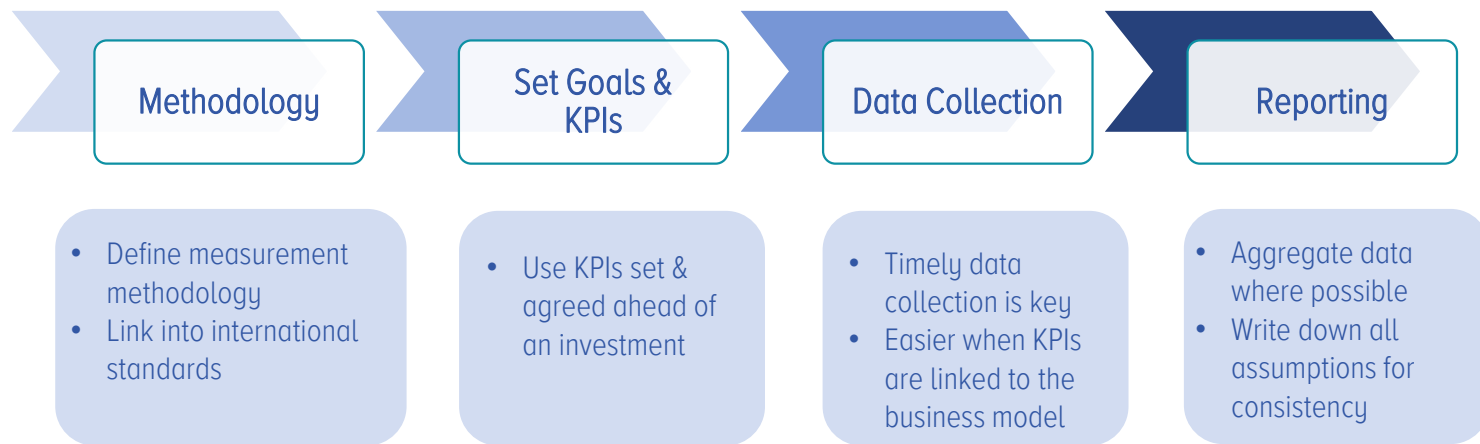 Methodology
Set Goals &
KPIs
Data Collection
Reporting
• Define measurement
methodology
• Link into international
standards
• Use KPIs set &
agreed ahead of
an investment
• Timely data
collection is key
• Easier when KPIs
are linked to the
business model
• Aggregate data
where possible
• Write down all
assumptions for
consistency